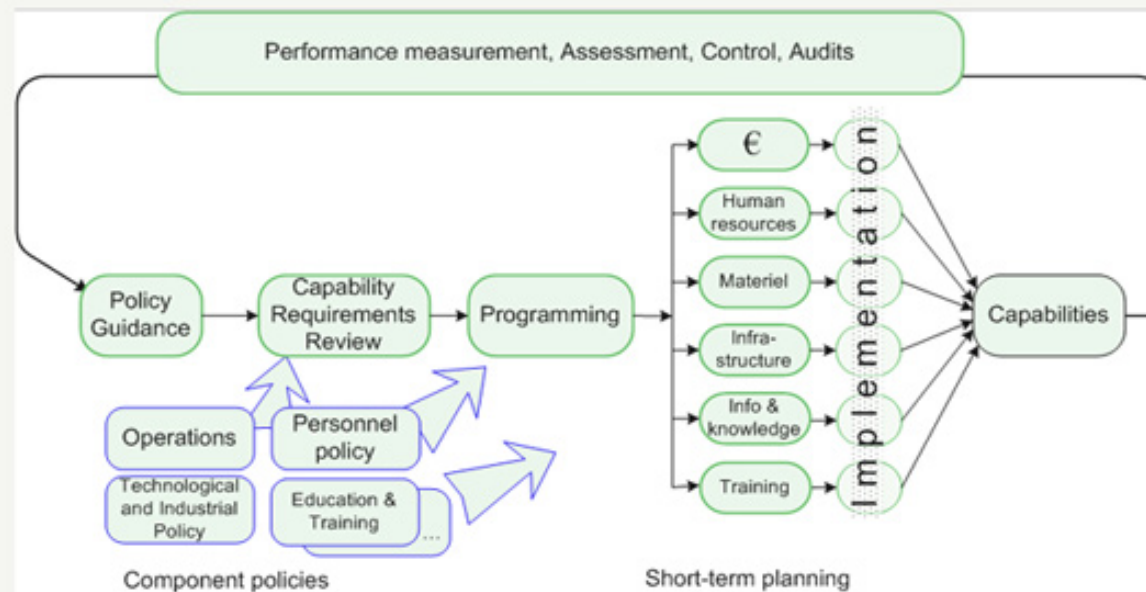 Performance measurement, Assessment, Control, Audits
€
Human
resources
Materiel
Infra-
structure
Info &
knowledge
Training
Implementation
Policy
Guidance
Capability
Requirements
Review
Programming
Capabilities
Operations
Personnel
policy
Technological
and Industrial
Policy
Education &
Training
...
Component policies
Short-term planning